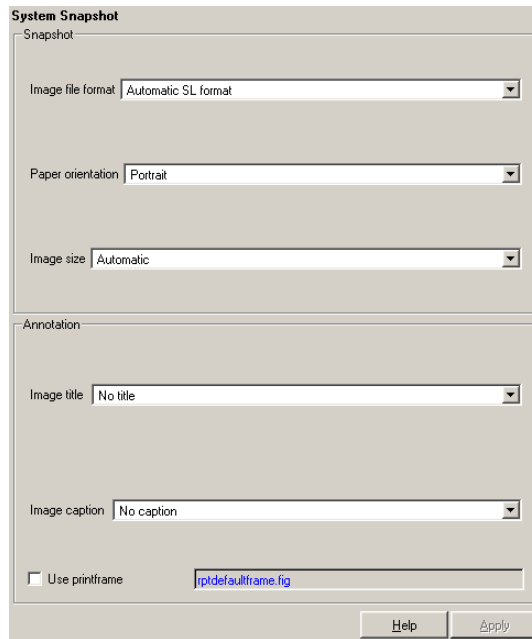 System Snapshot
Snapshot
Image file format Automatic SL format
Paper orientation Portrait
Image size Automatic
Annotation
Image title No title
Image caption No caption
Use printframe rptdefaultframe.fig
Help Apply